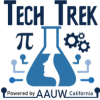 TECH TREK
π
Powered by AAUW California